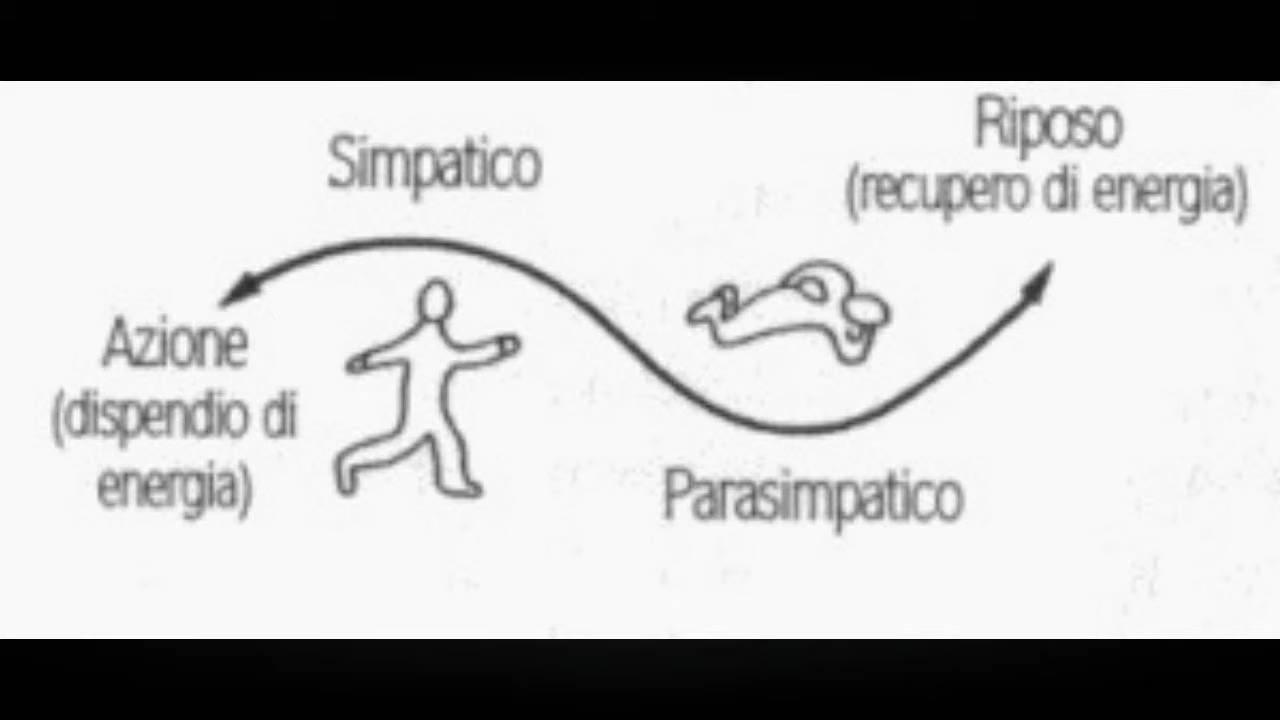 Simpatico
Riposo
(recupero di energia)
Azione
(dispendio di
energia)
Parasimpatico